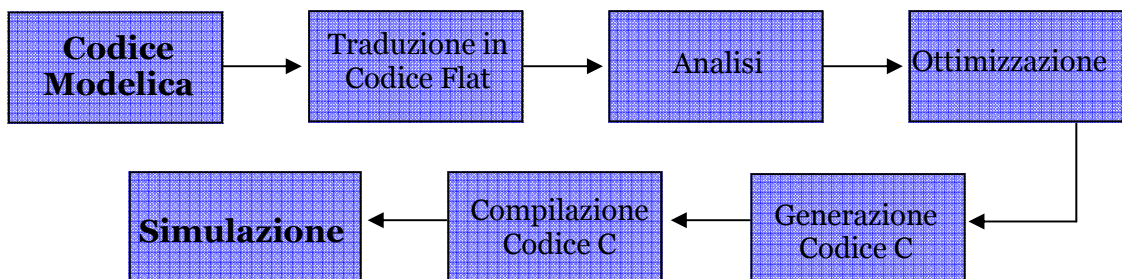 Codice
Modelica
Traduzione in
Codice Flat
Analisi
Ottimizzazione
Generazione
Codice C
Compilazione
Codice C
Simulazione